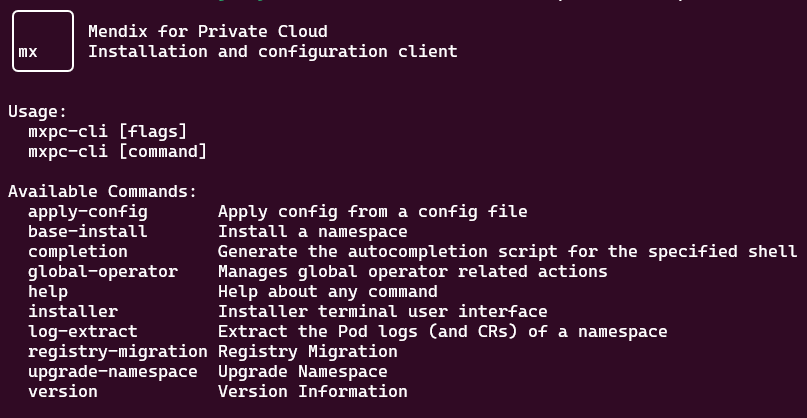 Mendix for Private Cloud
mx Installation and configuration client
Usage:
mxpc-cli [flags]
mxpc-cli [command]
Available Commands:
apply-config Apply config from a config file
base-install Install a namespace
completion Generate the autocompletion script for the specified shell
global-operator Manages global operator related actions
help Help about any command
installer Installer terminal user interface
log-extract Extract the Pod logs (and CRs) of a namespace
registry-migration Registry Migration
upgrade-namespace Upgrade Namespace
version Version Information